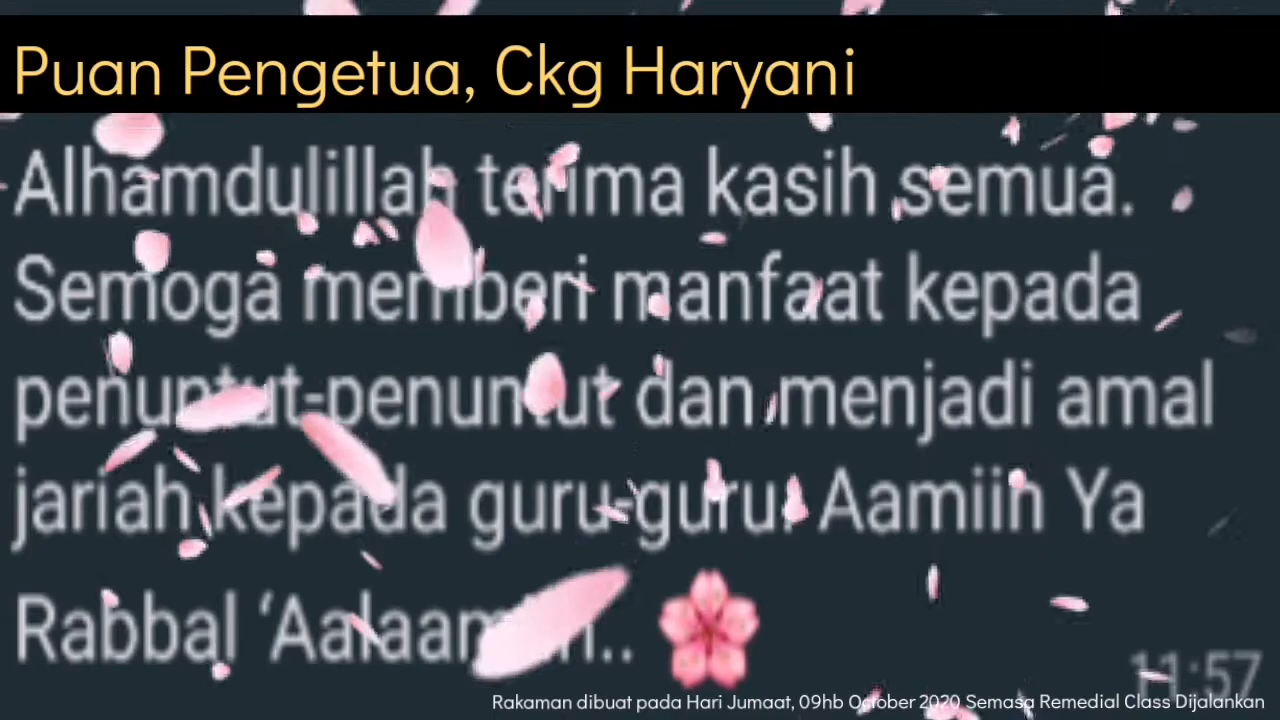 Puan Pengetua, Ckg Haryani
Alhamdulillah terima kasih semua.
Semoga memberi manfaat kepada
penuntut-penuntut dan menjadi amal
jariah kepada guru-guru. Aamiin Ya
Rabbal ‘Aalaamiin..
11:57
Rakaman dibuat pada Hari Jumaat, 09hb October 2020 Semasa Remedial Class Dijalankan